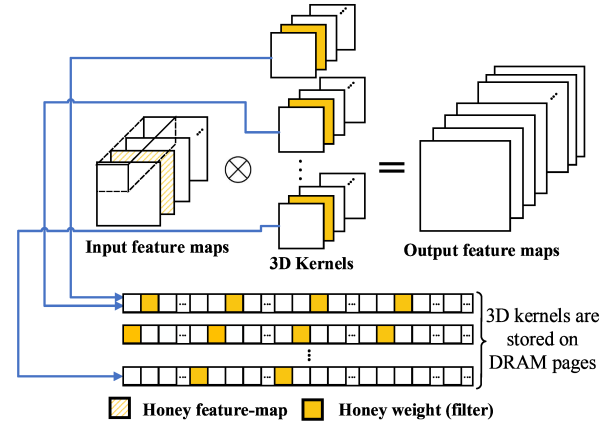 Input feature maps
3D Kernels
Output feature maps
3D kernels are
stored on
DRAM pages
Honey feature-map
Honey weight (filter)